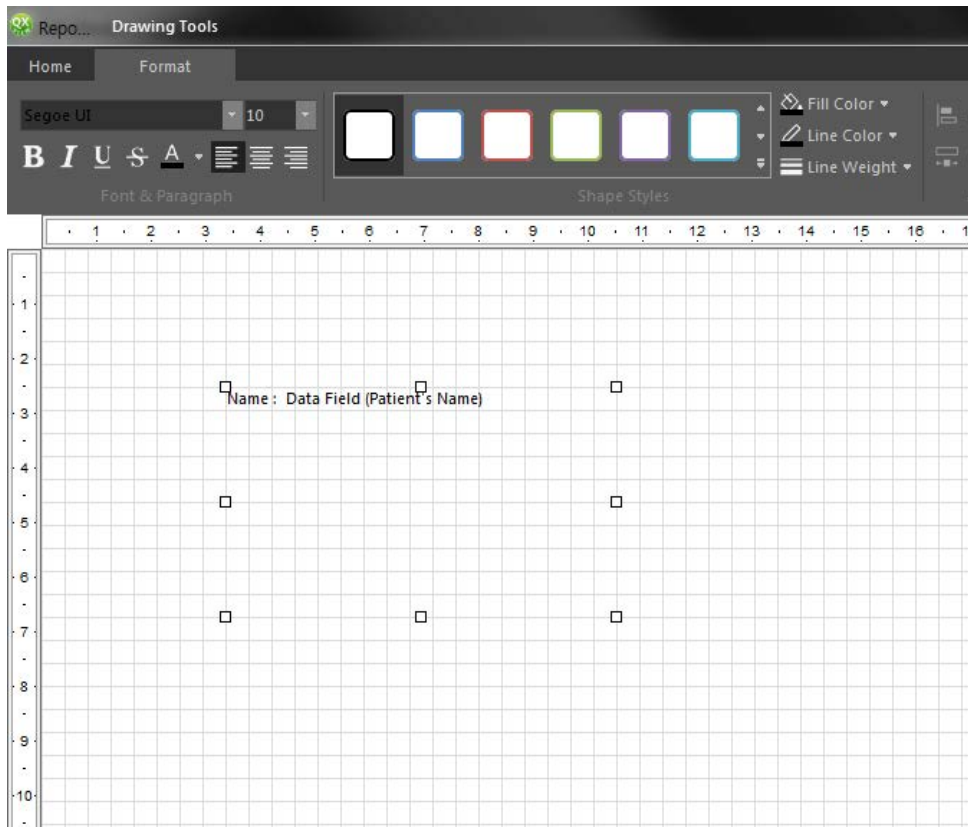 QX Repo... Drawing Tools
Home Format
Segoe UI 10
Fill Color
Line Color
B I U S A
Line Weight
Font & Paragraph Shape Styles
1 2 3 4 5 6 7 8 9 10 11 12 13 14 15 16 1
1
2
Name : Data Field (Patient's Name)
3
4
5
6
7
8
9
10